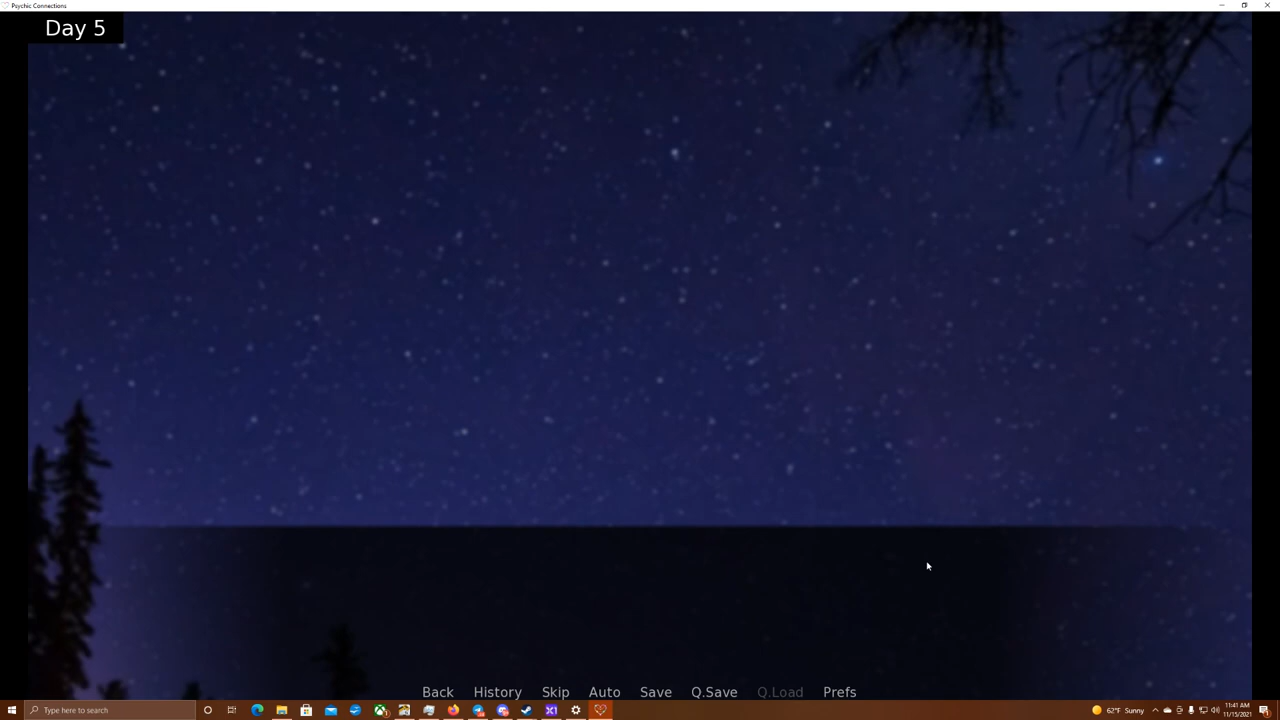 Psychic Connections
Day 5
Back History Skip Auto Save Q.Save Q.Load Prefs
Type here to search
62°F Sunny
11:41 AM
11/15/2021